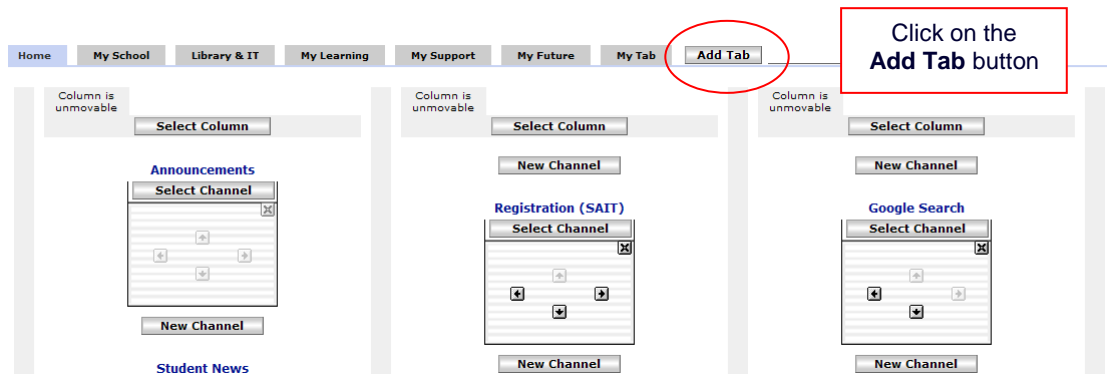 Click on the
Add Tab button
Home My School Library & IT My Learning My Support My Future My Tab Add Tab
Column is
unmovable
Select Column
Announcements
Select Channel
New Channel
Student News
Column is
unmovable
Select Column
New Channel
Registration (SAIT)
Select Channel
New Channel
Column is
unmovable
Select Column
New Channel
Google Search
Select Channel
New Channel